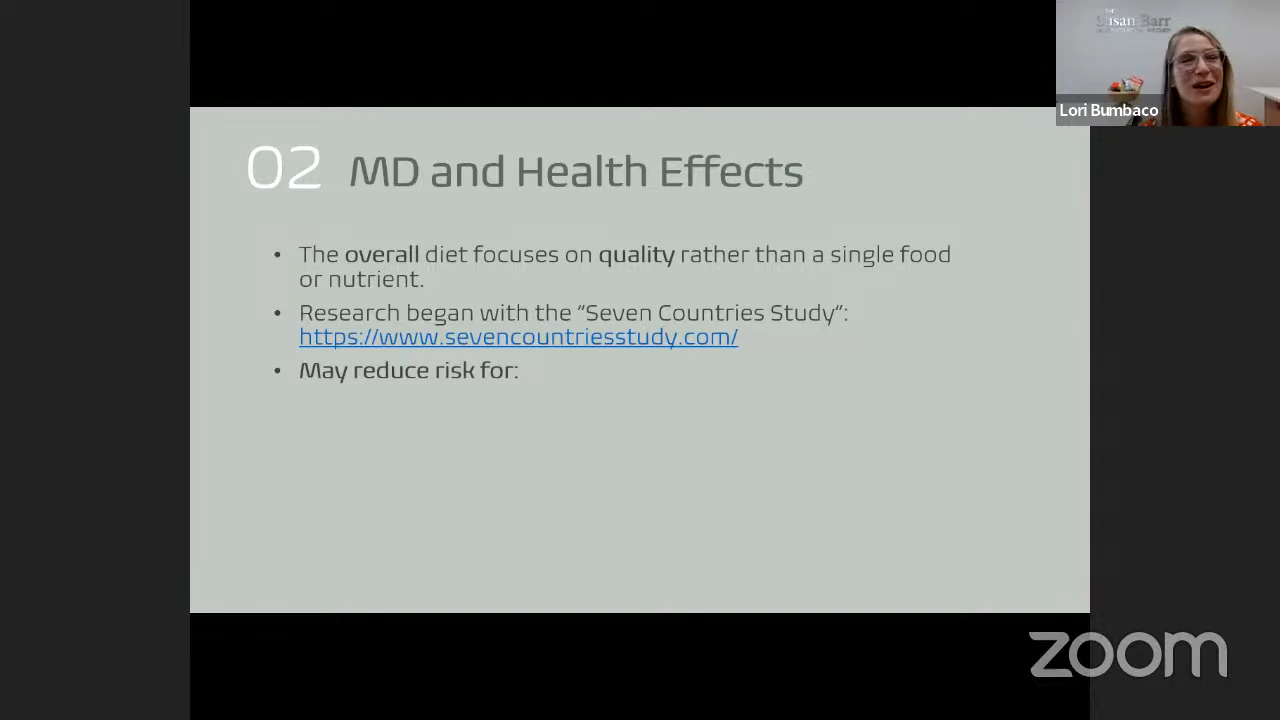 Susan Barr
Lori Bumbaco
02 MD and Health Effects
• The overall diet focuses on quality rather than a single food
or nutrient.
• Research began with the “Seven Countries Study”:
https://www.sevencountriesstudy.com/
• May reduce risk for:
zoom